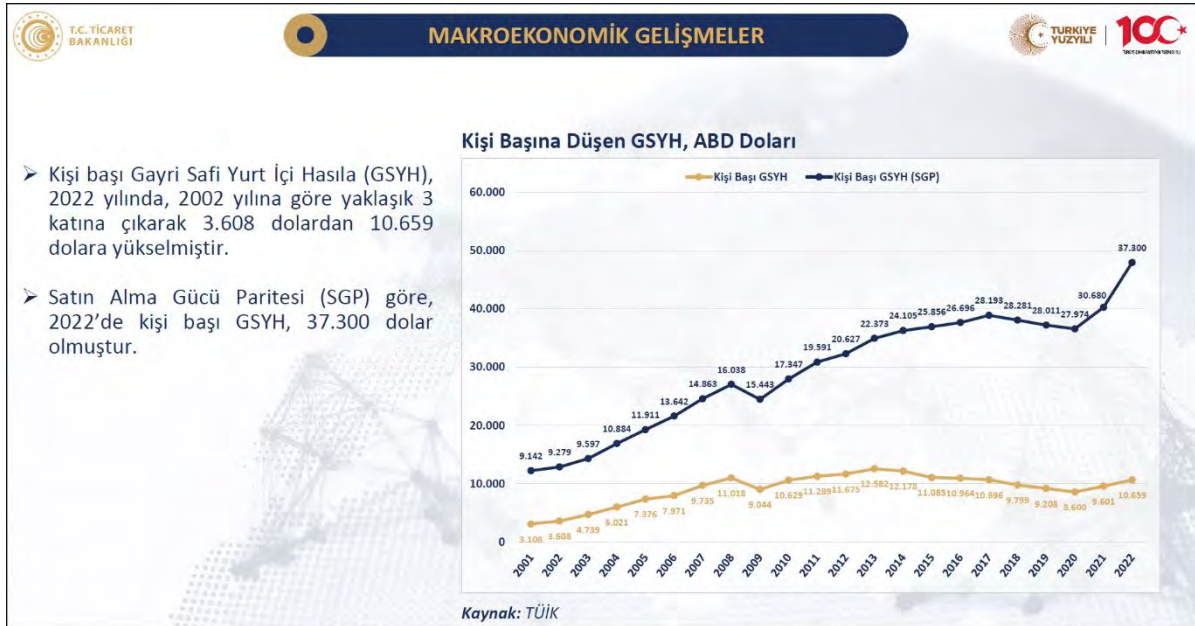 T.C. TİCARET
BAKANLIĞI
MAKROEKONOMİK GELİŞMELER
TÜRKİYE
YÜZYILI
100
➢ Kişi başı Gayri Safi Yurt İçi Hasıla (GSYH),
2022 yılında, 2002 yılına göre yaklaşık 3
katına çıkarak 3.608 dolardan 10.659
dolara yükselmiştir.
➢ Satın Alma Gücü Paritesi (SGP) göre,
2022’de kişi başı GSYH, 37.300 dolar
olmuştur.
Kişi Başına Düşen GSYH, ABD Doları
Kişi Başı GSYH
Kişi Başı GSYH (SGP)
60.000
50.000
40.000
30.000
20.000
10.000
0
9.142 9.279 9.597 10.884 11.911 13.642 14.863 16.038 15.443 17.347 19.591 20.627 22.373 24.105 25.856 26.696 28.193 28.281 28.011 27.974 30.680 37.300
3.108 3.608 4.739 6.021 7.376 7.971 9.735 11.018 9.044 10.629 11.289 11.675 12.582 12.178 11.085 10.964 10.696 9.799 9.208 8.600 9.601 10.659
2001 2002 2003 2004 2005 2006 2007 2008 2009 2010 2011 2012 2013 2014 2015 2016 2017 2018 2019 2020 2021 2022
Kaynak: TÜİK